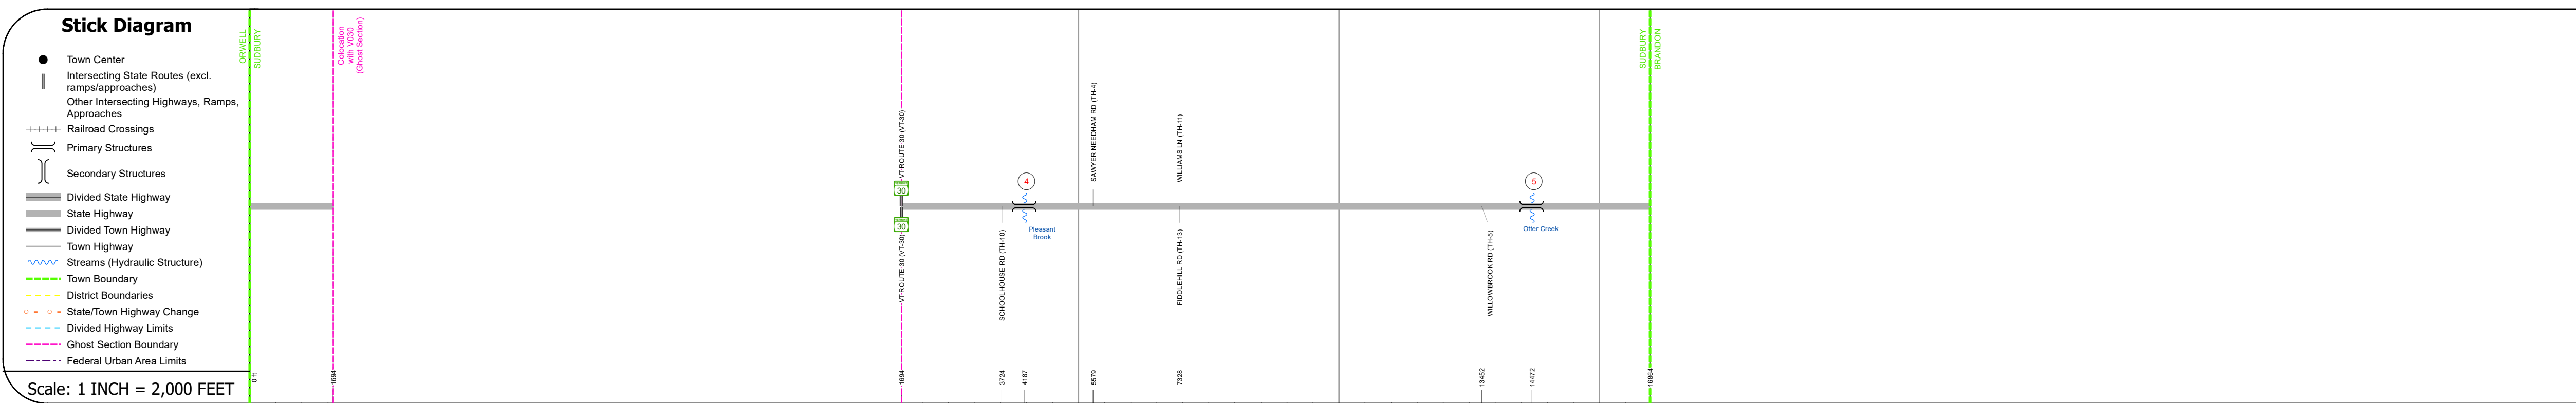 Stick Diagram
Town Center
Intersecting State Routes (excl.
ramps/approaches)
Other Intersecting Highways, Ramps,
Approaches
Railroad Crossings
Primary Structures
Secondary Structures
Divided State Highway
State Highway
Divided Town Highway
Town Highway
Streams (Hydraulic Structure)
Town Boundary
District Boundaries
State/Town Highway Change
Divided Highway Limits
Ghost Section Boundary
Federal Urban Area Limits
Scale: 1 INCH = 2,000 FEET
ORWELL
SUDBURY
Colocation
with V030
(Ghost Section)
VT-ROUTE 30 (VT-30)
30
30
VT-ROUTE 30 (VT-30)
SCHOOLHOUSE RD (TH-10)
4
Pleasant
Brook
SAWYER NEEDHAM RD (TH-4)
WILLIAMS LN (TH-11)
FIDDLEHILL RD (TH-13)
WILLOWBROOK RD (TH-5)
5
Otter Creek
SUDBURY
BRANDON
0 ft
1694
1694
3724
4187
5579
7328
13452
14472
16864